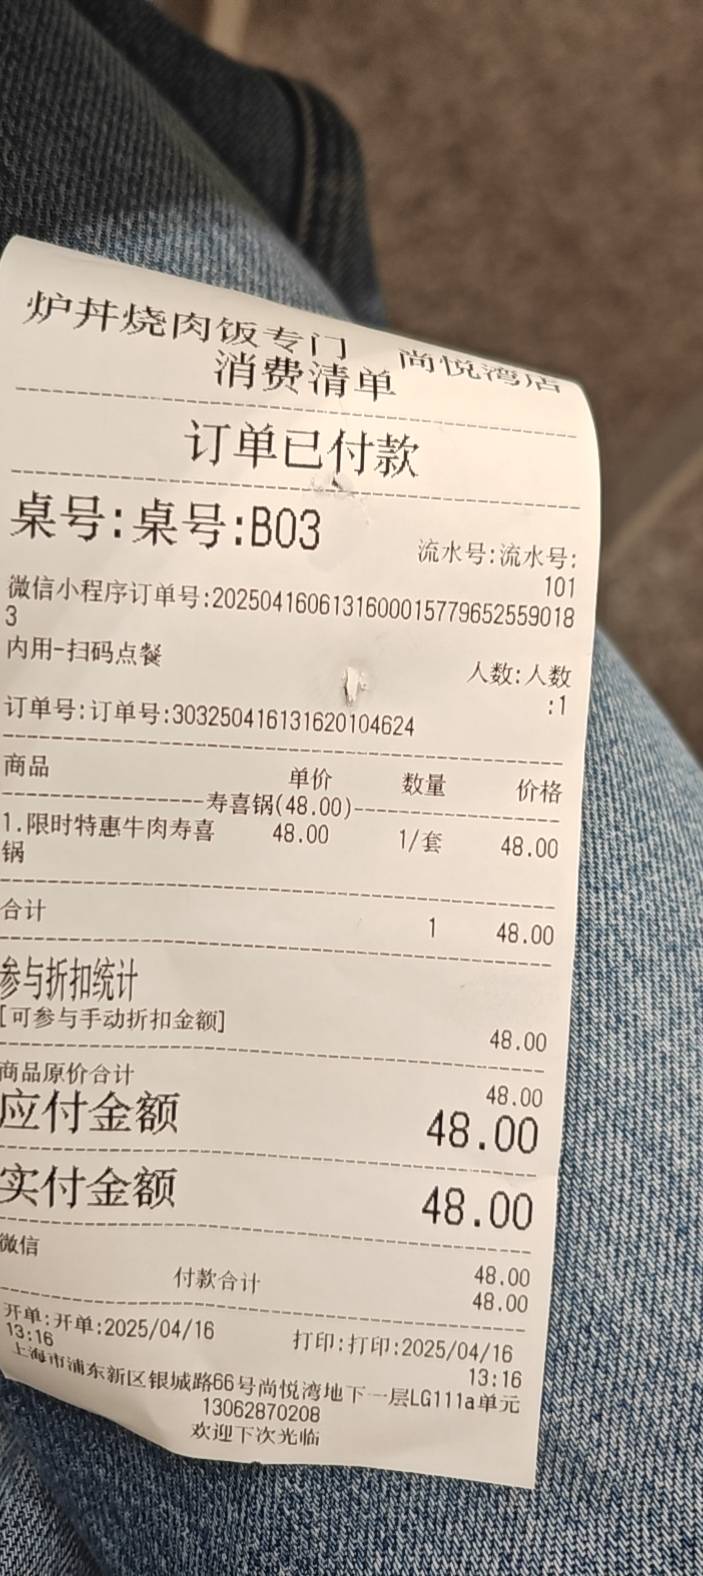 炉丼烧肉饭专门 尚悦湾店
消费清单
订单已付款
桌号:桌号:B03
流水号:流水号:
101
微信小程序订单号:2025041606131600015779652559018
3
内用-扫码点餐
人数:人数
:1
订单号:订单号:303250416131620104624
商品 单价 数量 价格
寿喜锅(48.00)
1.限时特惠牛肉寿喜 48.00 1/套 48.00
锅
合计 1 48.00
参与折扣统计
[可参与手动折扣金额] 48.00
商品原价合计 48.00
应付金额 48.00
实付金额 48.00
微信 48.00
付款合计 48.00
开单:开单:2025/04/16 打印:打印:2025/04/16
13:16 13:16
上海市浦东新区银城路66号尚悦湾地下一层LG111a单元
13062870208
欢迎下次光临